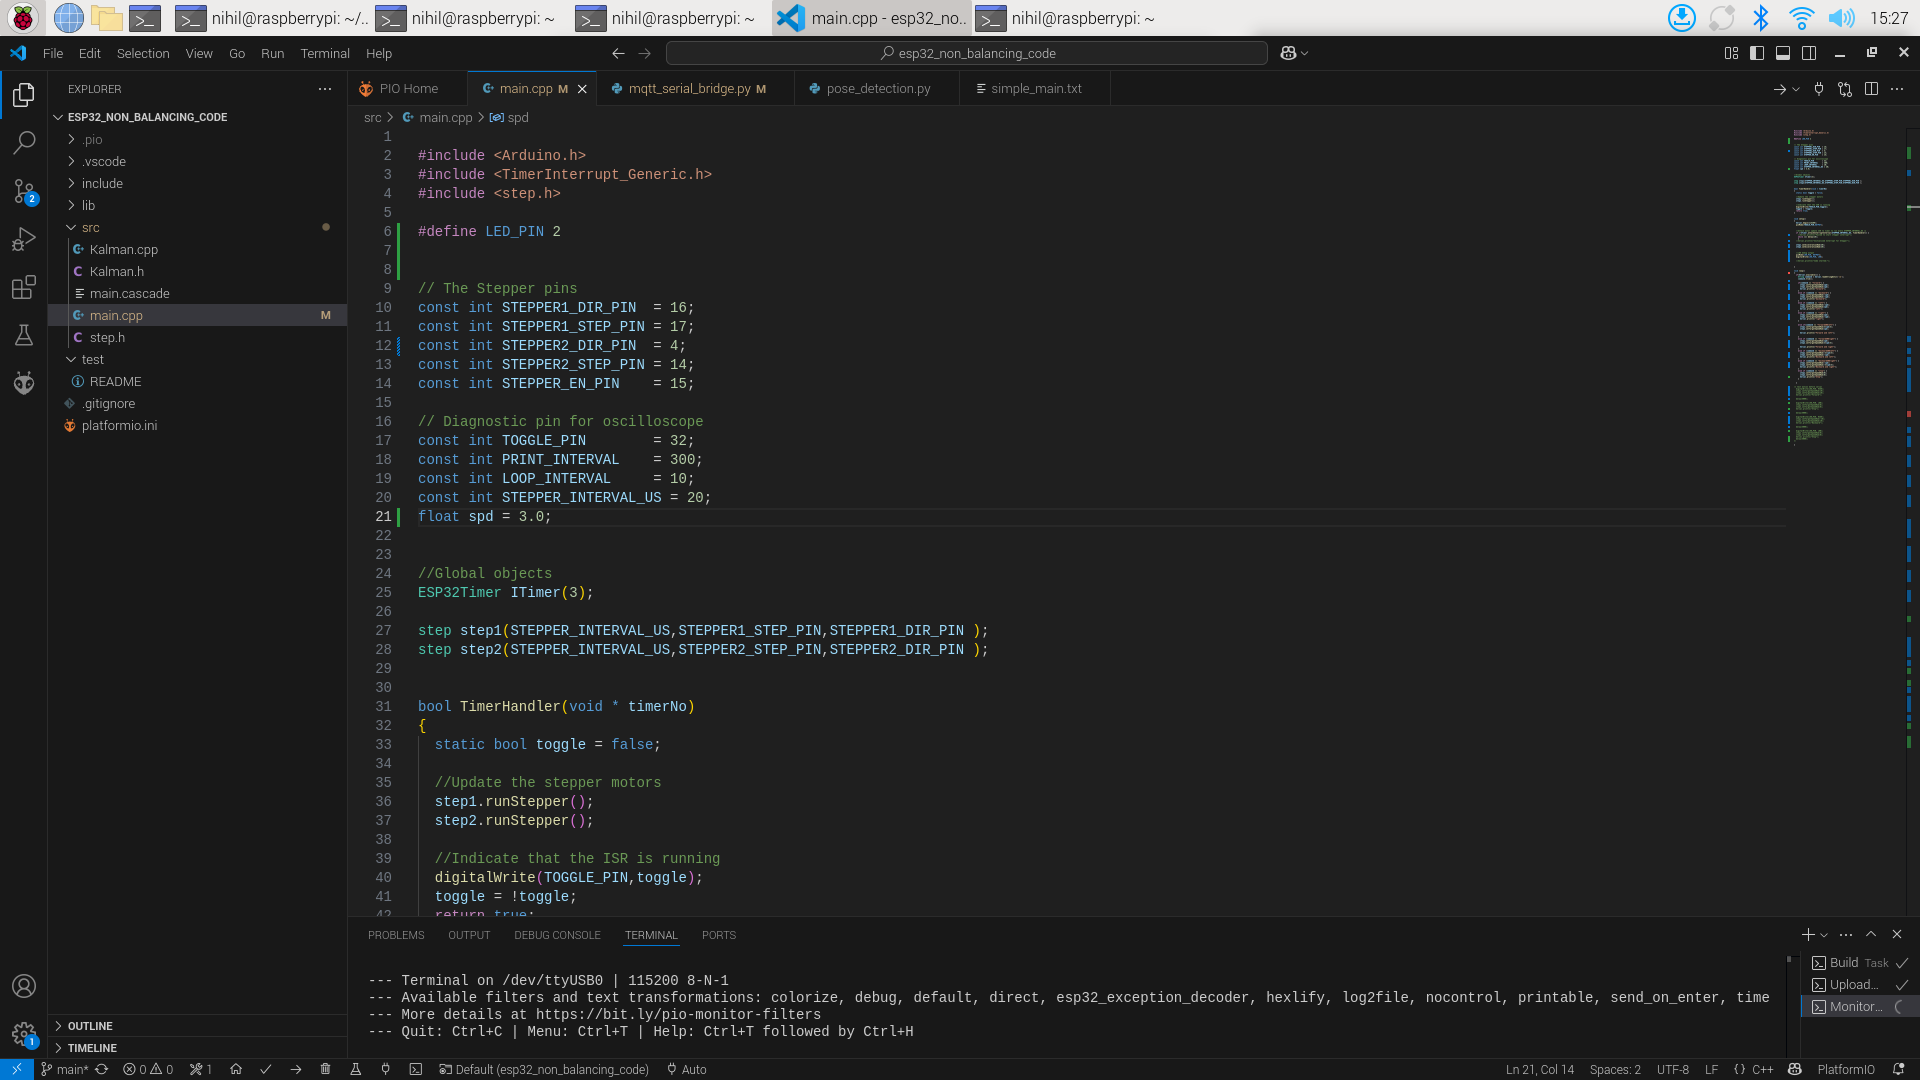 nihil@raspberrypi: ~/..
nihil@raspberrypi: ~
nihil@raspberrypi: ~
main.cpp - esp32_no..
nihil@raspberrypi: ~
15:27
File Edit Selection View Go Run Terminal Help
esp32_non_balancing_code
EXPLORER
PIO Home
main.cpp M
mqtt_serial_bridge.py M
pose_detection.py
simple_main.txt
ESP32_NON_BALANCING_CODE
.pio
.vscode
include
lib
src
Kalman.cpp
Kalman.h
main.cascade
main.cpp M
step.h
test
README
.gitignore
platformio.ini
OUTLINE
TIMELINE
2
1
src > main.cpp > spd
1
2 #include <Arduino.h>
3 #include <TimerInterrupt_Generic.h>
4 #include <step.h>
5
6 #define LED_PIN 2
7
8
9 // The Stepper pins
10 const int STEPPER1_DIR_PIN  = 16;
11 const int STEPPER1_STEP_PIN = 17;
12 const int STEPPER2_DIR_PIN  = 4;
13 const int STEPPER2_STEP_PIN = 14;
14 const int STEPPER_EN_PIN    = 15;
15
16 // Diagnostic pin for oscilloscope
17 const int TOGGLE_PIN        = 32;
18 const int PRINT_INTERVAL    = 300;
19 const int LOOP_INTERVAL     = 10;
20 const int STEPPER_INTERVAL_US = 20;
21 float spd = 3.0;
22
23
24 //Global objects
25 ESP32Timer ITimer(3);
26
27 step step1(STEPPER_INTERVAL_US,STEPPER1_STEP_PIN,STEPPER1_DIR_PIN );
28 step step2(STEPPER_INTERVAL_US,STEPPER2_STEP_PIN,STEPPER2_DIR_PIN );
29
30
31 bool TimerHandler(void * timerNo)
32 {
33   static bool toggle = false;
34
35   //Update the stepper motors
36   step1.runStepper();
37   step2.runStepper();
38
39   //Indicate that the ISR is running
40   digitalWrite(TOGGLE_PIN,toggle);
41   toggle = !toggle;
42   return true;
PROBLEMS OUTPUT DEBUG CONSOLE TERMINAL PORTS
--- Terminal on /dev/ttyUSB0 | 115200 8-N-1
--- Available filters and text transformations: colorize, debug, default, direct, esp32_exception_decoder, hexlify, log2file, nocontrol, printable, send_on_enter, time
--- More details at https://bit.ly/pio-monitor-filters
--- Quit: Ctrl+C | Menu: Ctrl+T | Help: Ctrl+T followed by Ctrl+H
Build Task
Upload...
Monitor...
main* 0 0 1 Default (esp32_non_balancing_code) Auto
Ln 21, Col 14 Spaces: 2 UTF-8 LF {} C++ PlatformIO